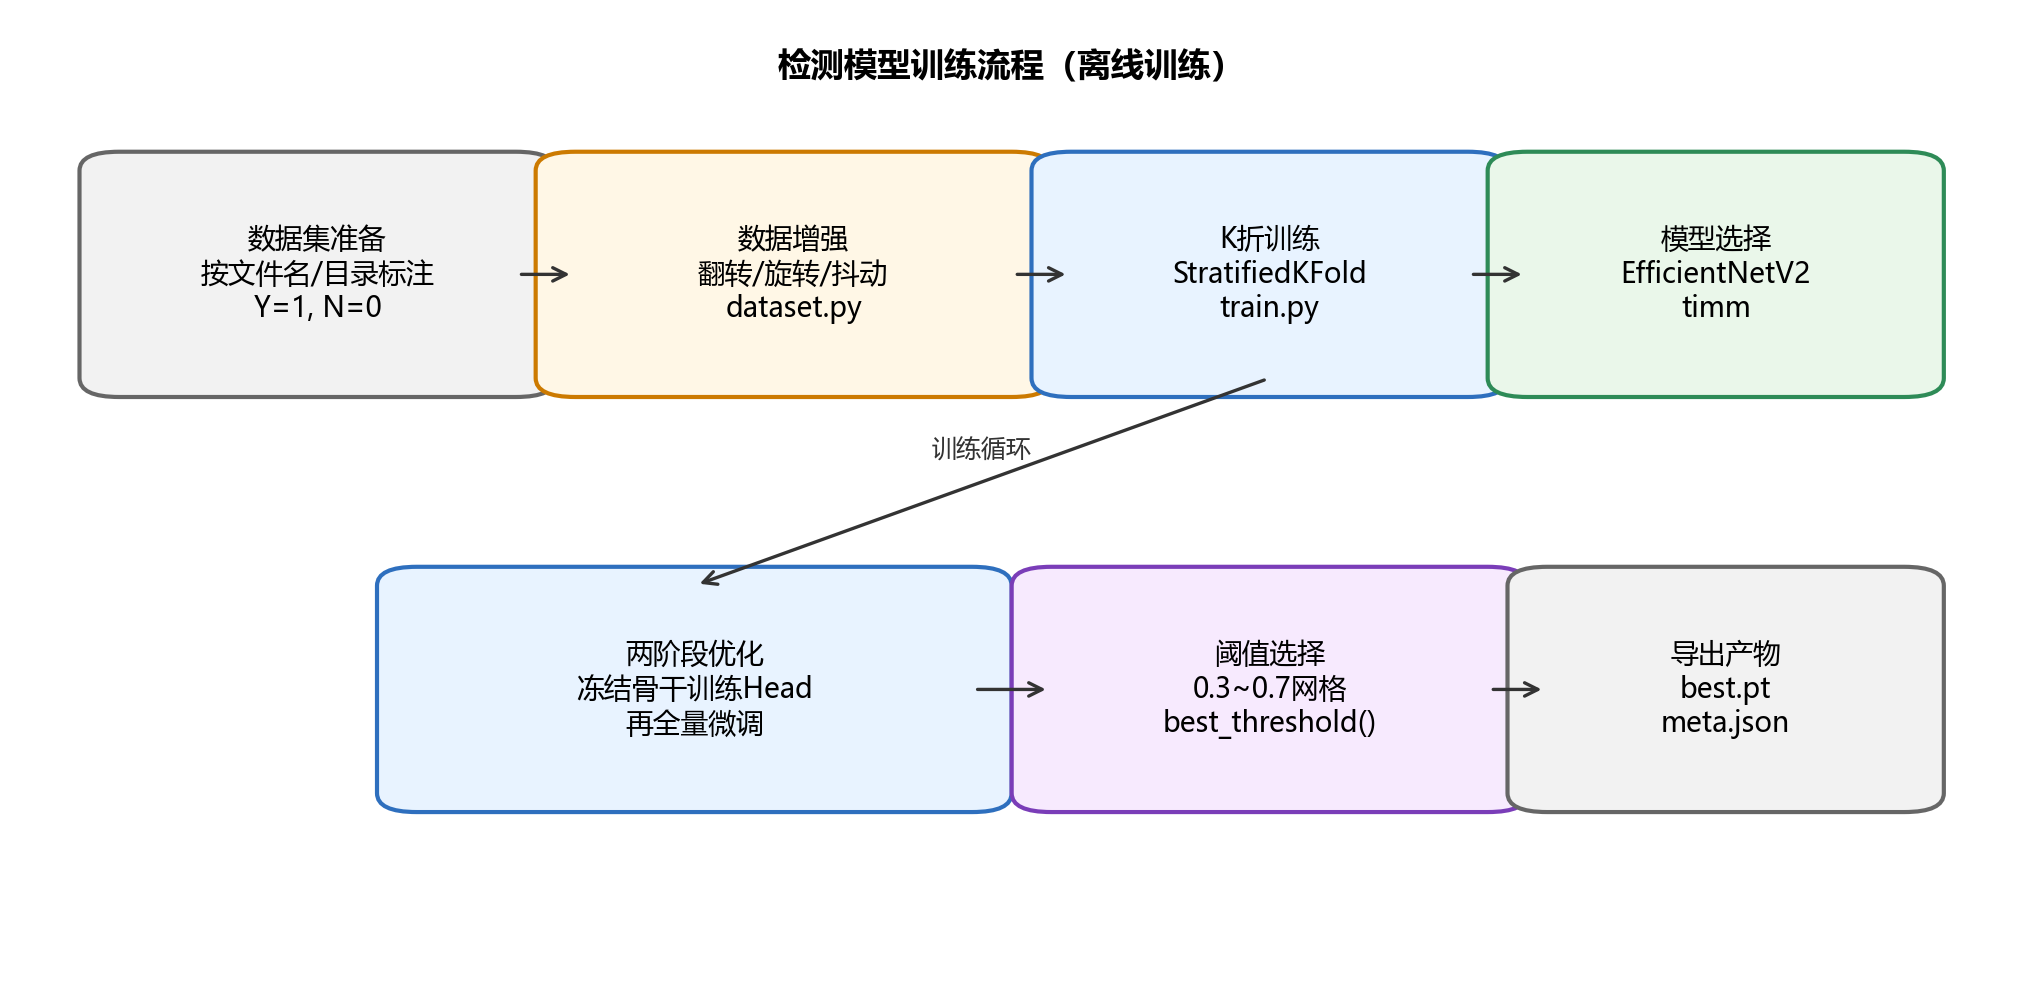 检测模型训练流程（离线训练）
数据集准备
按文件名/目录标注
Y=1, N=0
数据增强
翻转/旋转/抖动
dataset.py
K折训练
StratifiedKFold
train.py
模型选择
EfficientNetV2
timm
训练循环
两阶段优化
冻结骨干训练Head
再全量微调
阈值选择
0.3~0.7网格
best_threshold()
导出产物
best.pt
meta.json